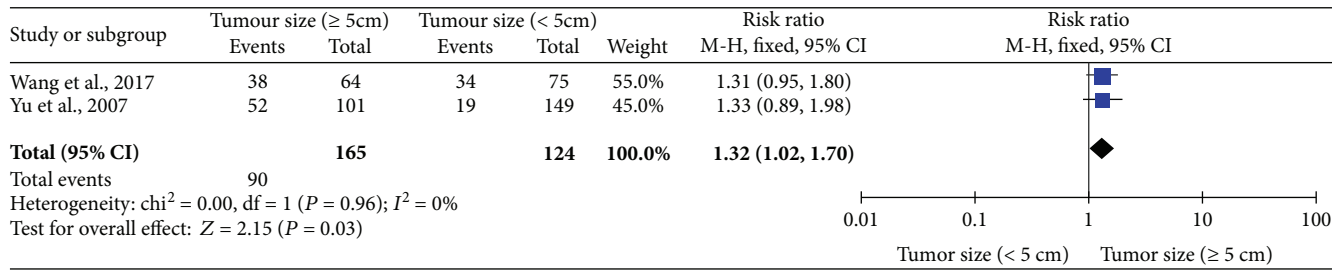 Study or subgroup Tumour size (≥ 5cm) Tumour size (< 5cm) Risk ratio Risk ratio
Events Total Events Total Weight M-H, fixed, 95% CI M-H, fixed, 95% CI
Wang et al., 2017 38 64 34 75 55.0% 1.31 (0.95, 1.80)
Yu et al., 2007 52 101 19 149 45.0% 1.33 (0.89, 1.98)
Total (95% CI) 165 124 100.0% 1.32 (1.02, 1.70)
Total events 90
Heterogeneity: chi² = 0.00, df = 1 (P = 0.96); I² = 0%
Test for overall effect: Z = 2.15 (P = 0.03)
0.01 0.1 1 10 100
Tumor size (< 5 cm) Tumor size (≥ 5 cm)